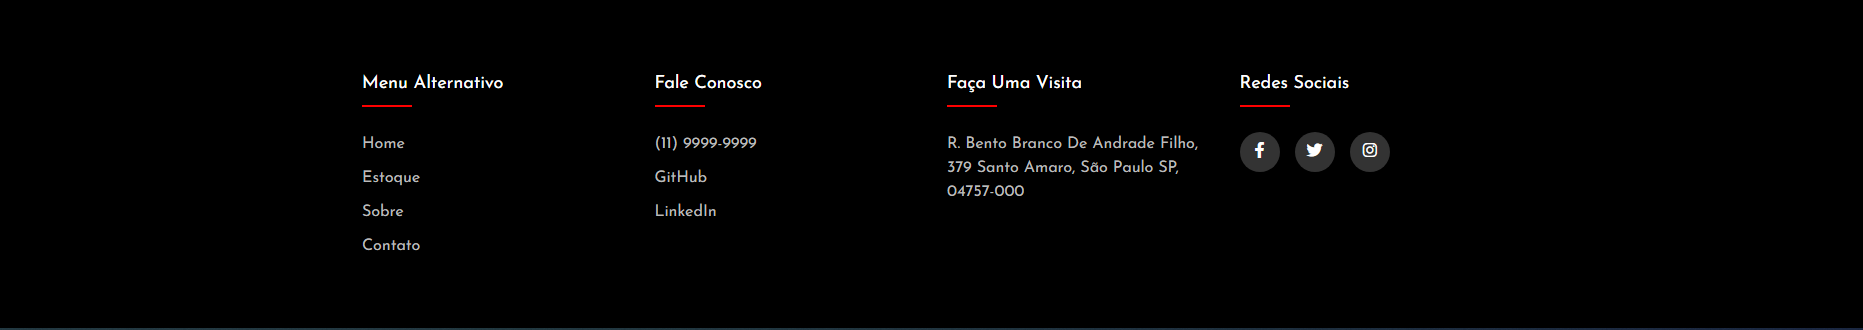 Menu Alternativo
Home
Estoque
Sobre
Contato
Fale Conosco
(11) 9999-9999
GitHub
LinkedIn
Faça Uma Visita
R. Bento Branco De Andrade Filho,
379 Santo Amaro, São Paulo SP,
04757-000
Redes Sociais